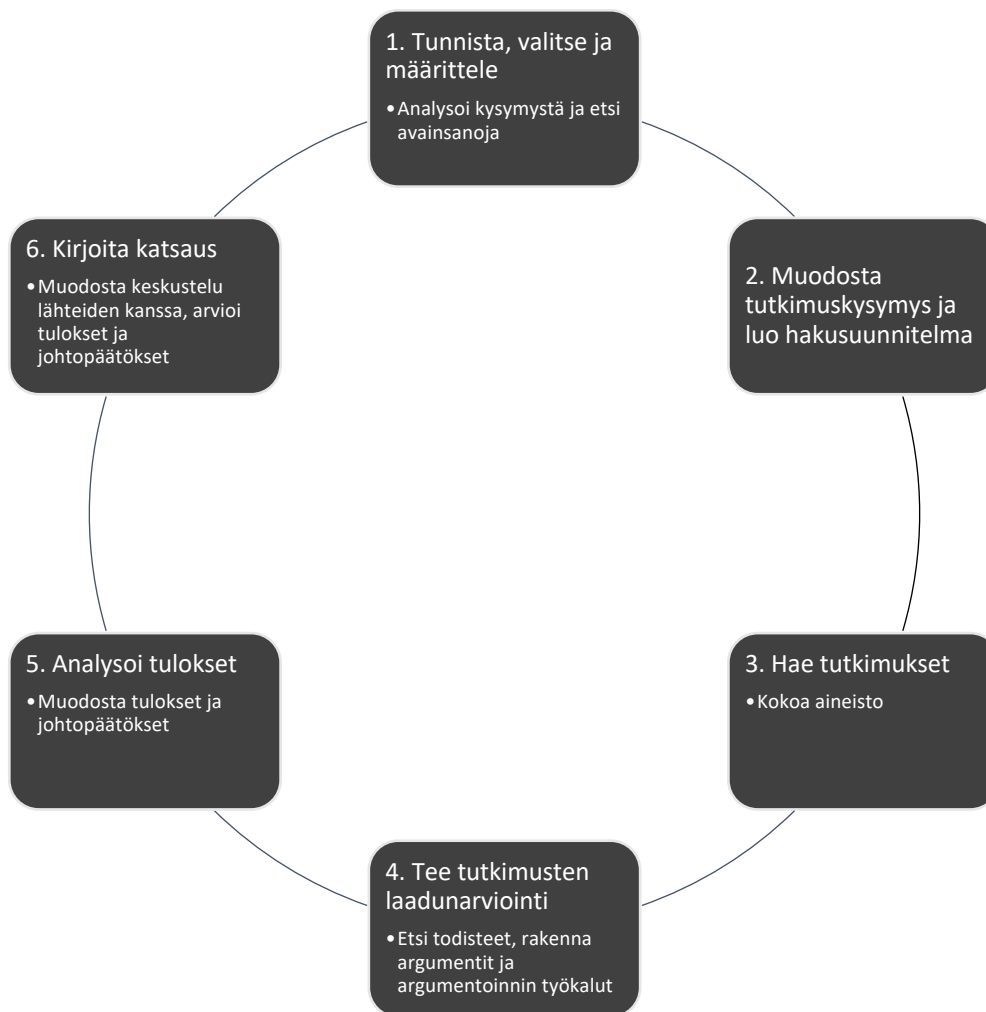 1. Tunnista, valitse ja
määrittele
•Analysoi kysymystä ja etsi
avainsanoja
2. Muodosta
tutkimuskysymys ja
luo hakusuunnitelma
3. Hae tutkimukset
•Kokoa aineisto
4. Tee tutkimusten
laadunarviointi
•Etsi todisteet, rakenna
argumentit ja
argumentoinnin työkalut
5. Analysoi tulokset
•Muodosta tulokset ja
johtopäätökset
6. Kirjoita katsaus
•Muodosta keskustelu
lähteiden kanssa, arvioi
tulokset ja
johtopäätökset